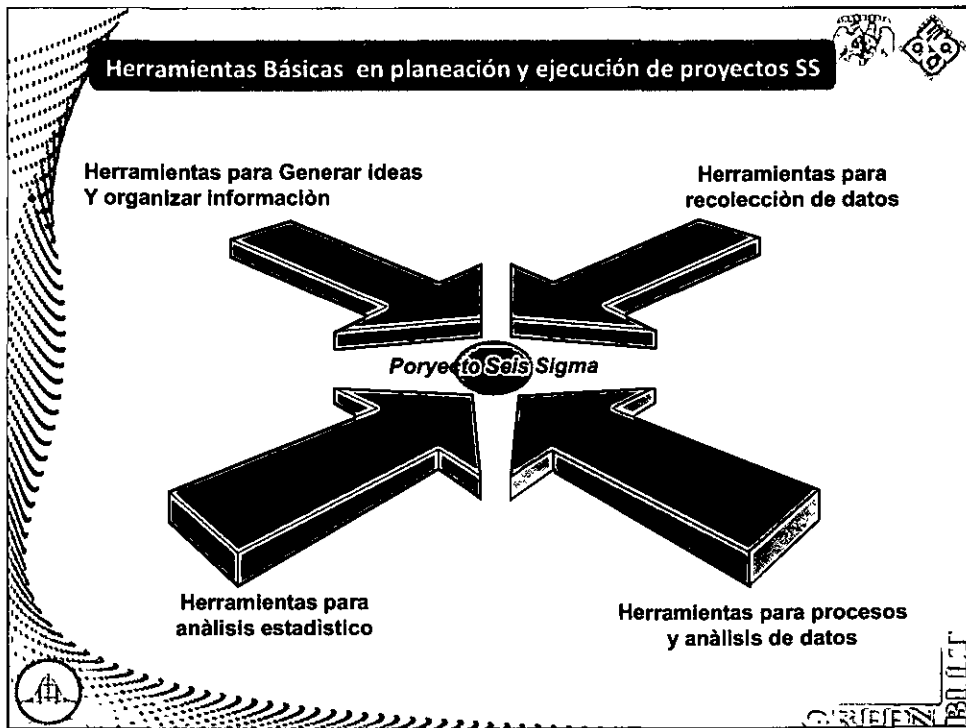 Herramientas Básicas en planeación y ejecución de proyectos SS
Herramientas para Generar ideas
Y organizar informaciòn
Herramientas para
recolecciòn de datos
Poryecto Seis Sigma
Herramientas para
anàlisis estadìstico
Herramientas para procesos
y anàlisis de datos